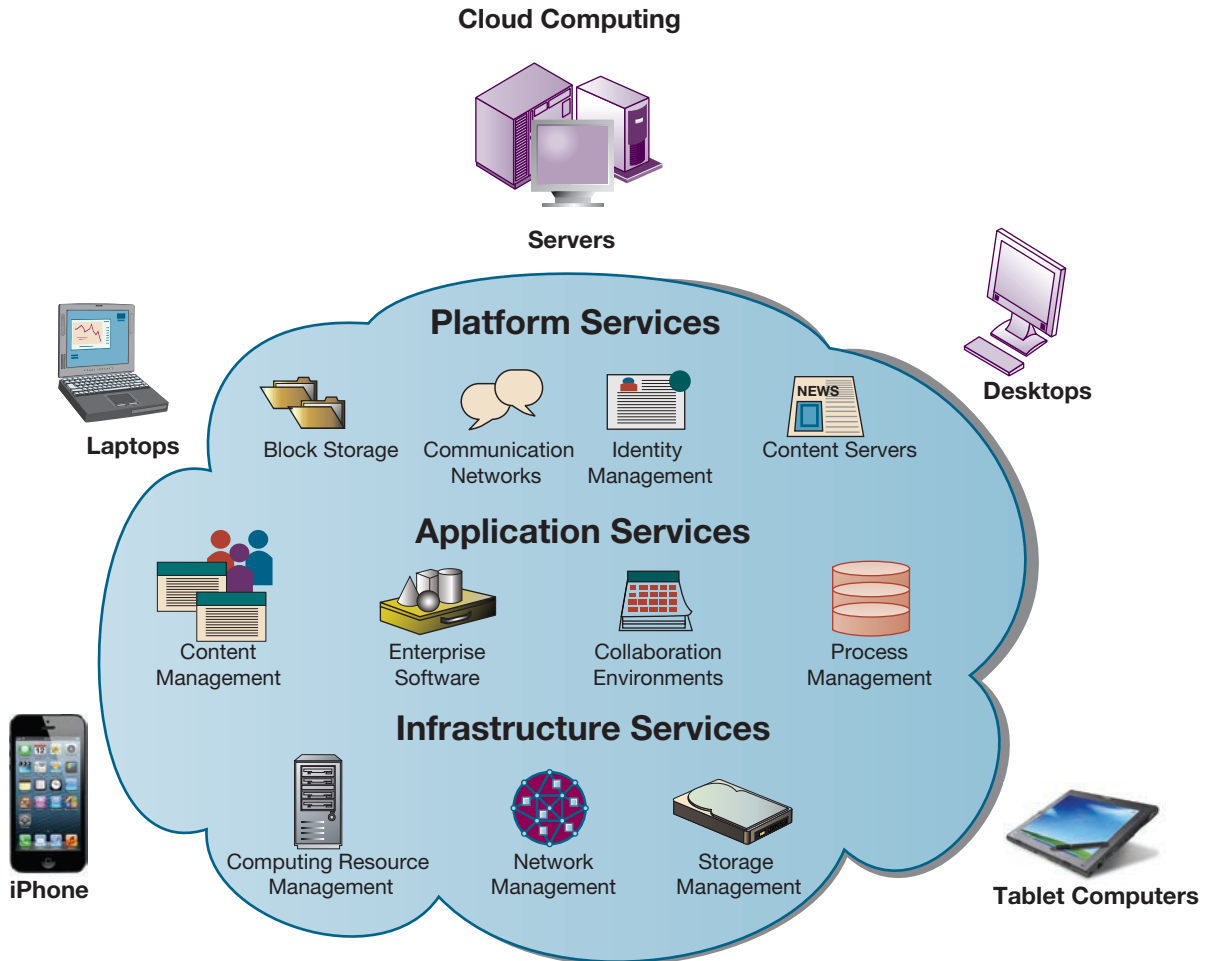 Cloud Computing
Servers
Platform Services
Laptops
Desktops
NEWS
Block Storage
Communication
Networks
Identity
Management
Content Servers
Application Services
Content
Management
Enterprise
Software
Collaboration
Environments
Process
Management
Infrastructure Services
Computing Resource
Management
Network
Management
Storage
Management
iPhone
Tablet Computers